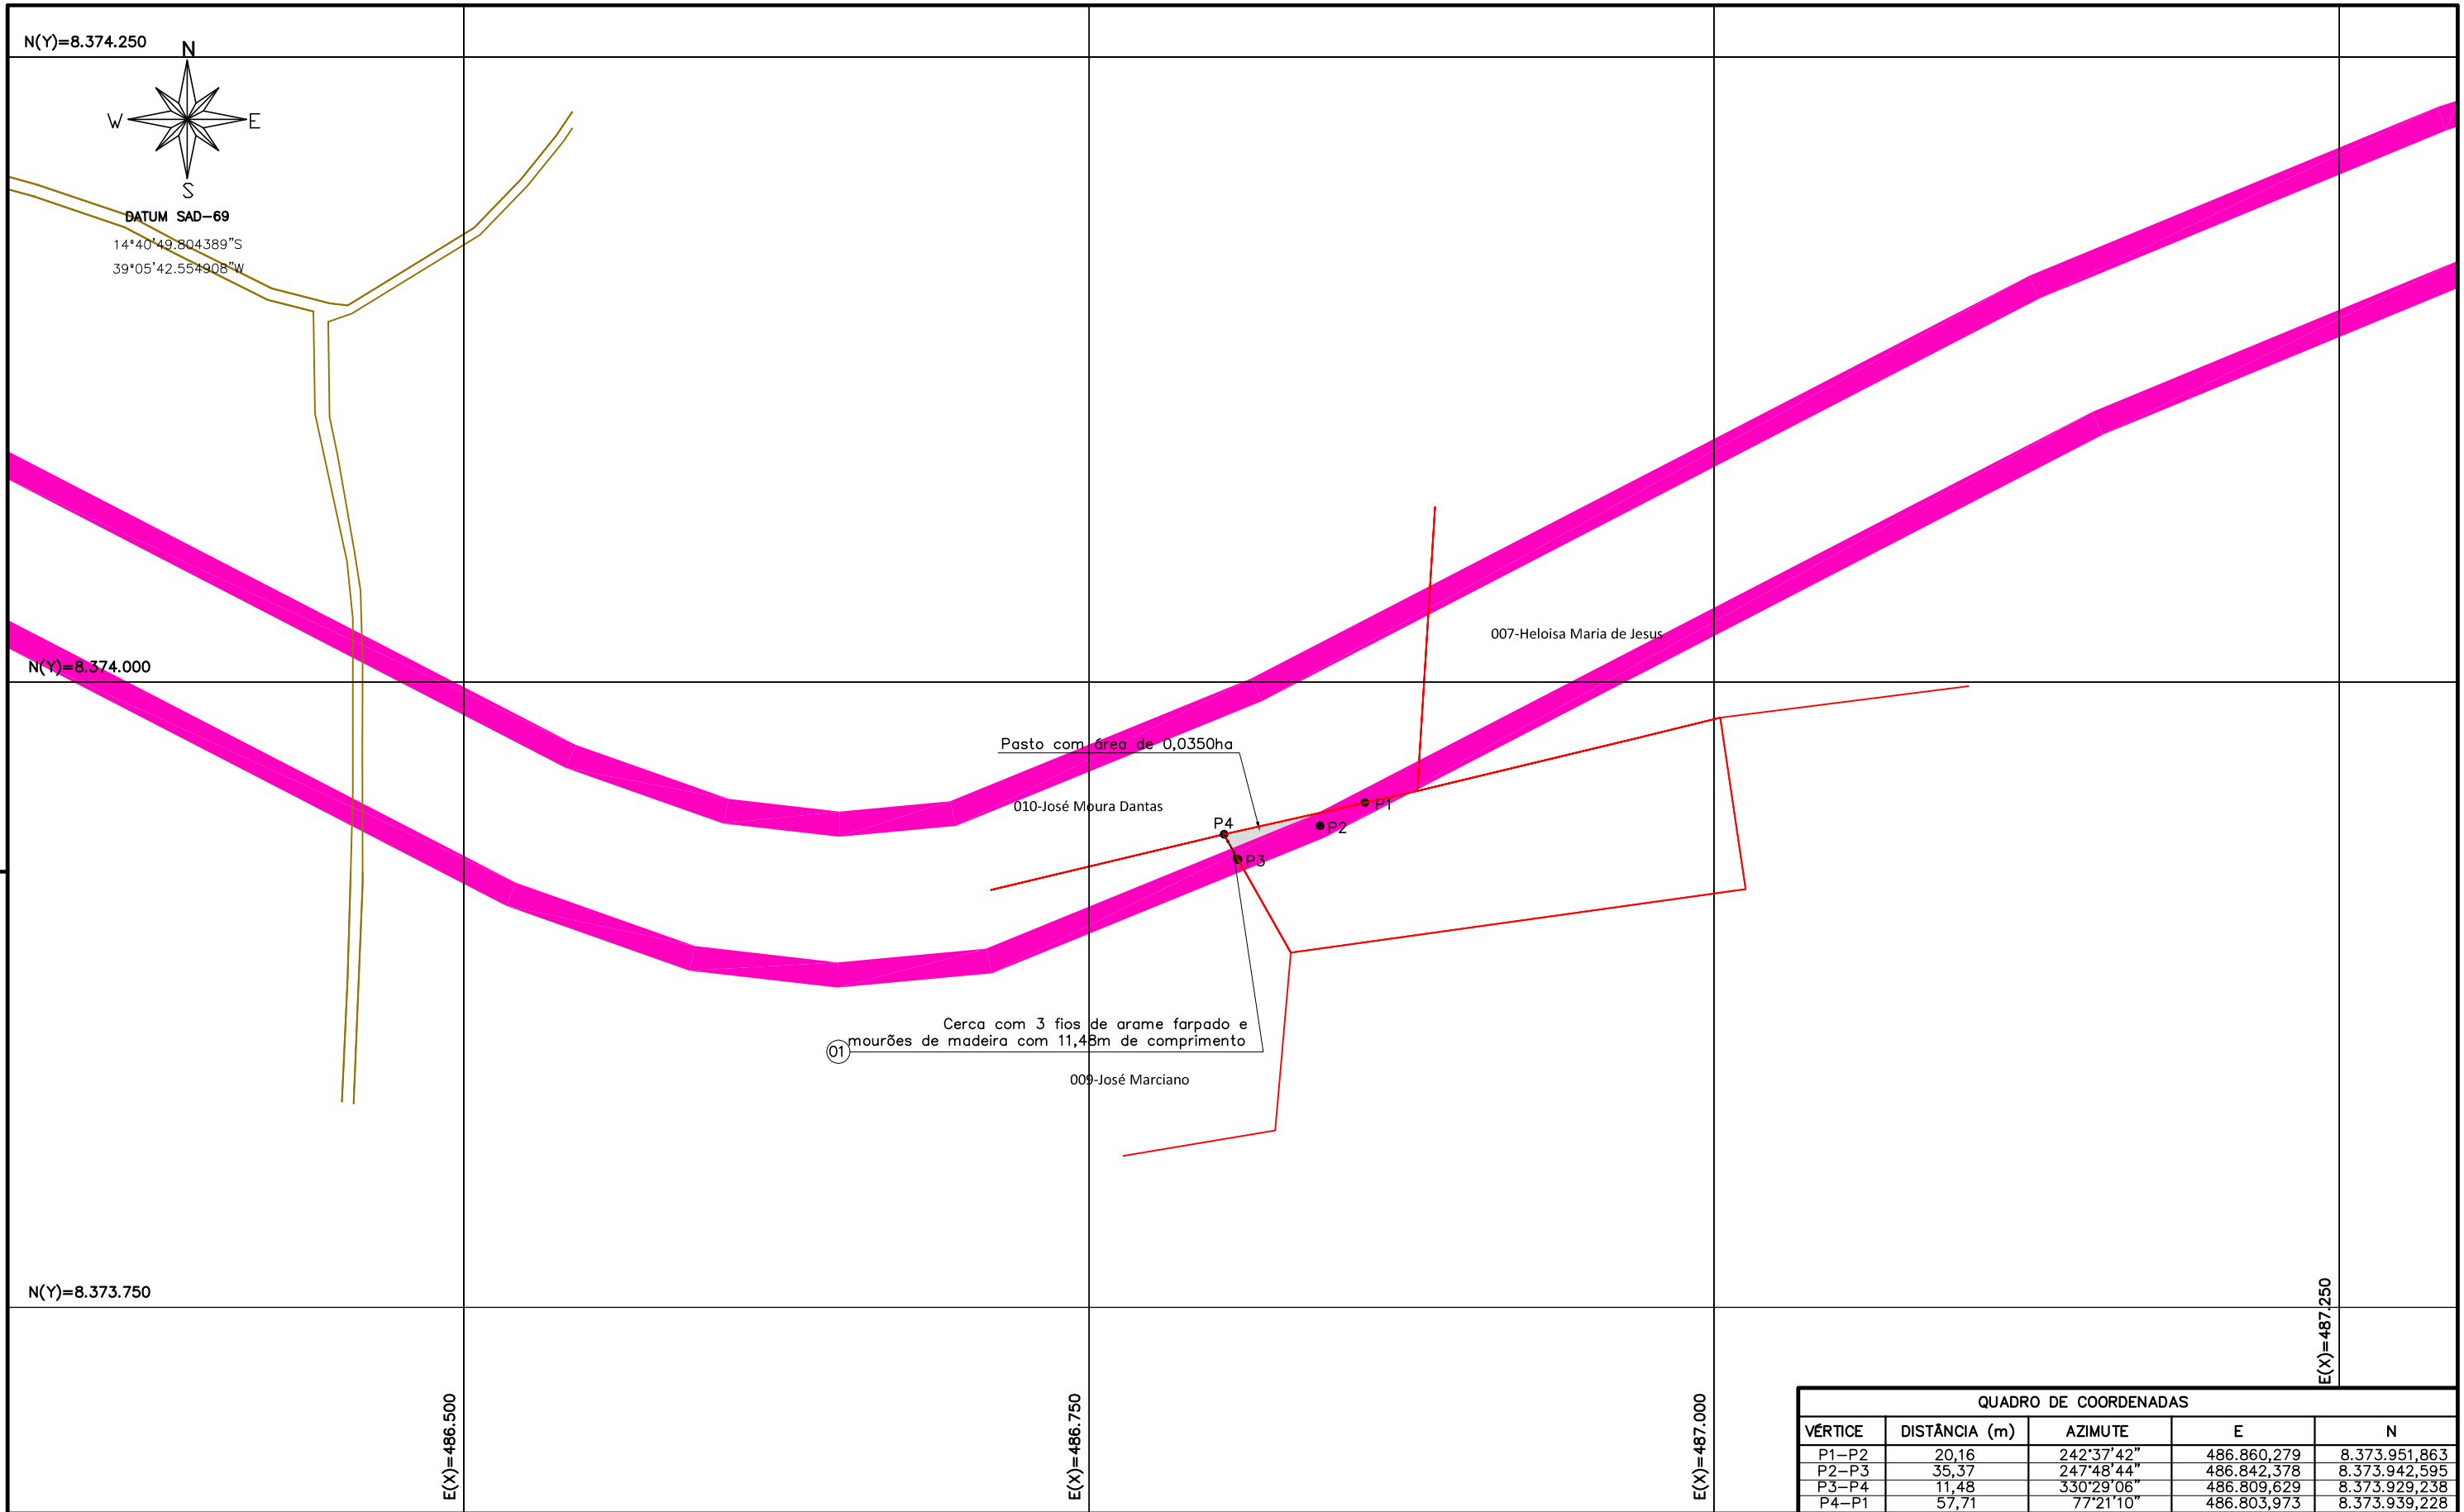 N(Y)=8.374.250
N
W
E
S
DATUM SAD-69
14°40'49.804389"S
39°05'42.554908"W
007-Heloisa Maria de Jesus
N(Y)=8.374.000
Pasto com área de 0,0350ha
010-José Moura Dantas
P1
P4
P2
P3
Cerca com 3 fios de arame farpado e
mourões de madeira com 11,48m de comprimento
01
009-José Marciano
N(Y)=8.373.750
E(X)=486.500
E(X)=486.750
E(X)=487.000
E(X)=487.250
QUADRO DE COORDENADAS
VÉRTICE DISTÂNCIA (m) AZIMUTE E N
P1-P2 20,16 242°37'42" 486.860,279 8.373.951,863
P2-P3 35,37 247°48'44" 486.842,378 8.373.942,595
P3-P4 11,48 330°29'06" 486.809,629 8.373.929,238
P4-P1 57,71 77°21'10" 486.803,973 8.373.939,228